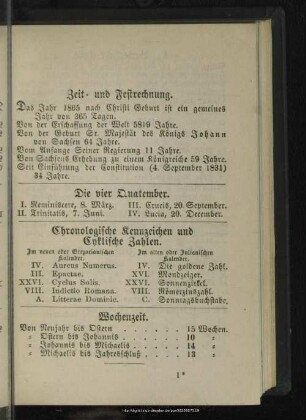 Zeit- und Festrechnung.
Das Jahr 1865 nach Christi Geburt ist ein gemeines
Jahr von 365 Tagen.
Von der Erschaffung der Welt 5819 Jahre.
Von der Geburt Sr. Majestät des Königs Johann
von Sachsen 64 Jahre.
Vom Anfange Seiner Regierung 11 Jahre.
Von Sachsens Erhebung zu einem Königreiche 59 Jahre.
Seit Einführung der Constitution (4. September 1831)
34 Jahre.
Die vier Quatember.
I. Reminiscere, 8. März. III. Crucis, 20. September.
II. Trinitatis, 7. Juni. IV. Lucia, 20. December.
Chronologische Kennzeichen und
Cyklische Zahlen.
Im neuen oder Gregorianischen Kalender. Im alten oder Julianischen Kalender.
IV. Aureus Numerus. IV. Die goldene Zahl.
III. Epactae. XVI. Mondzeiger.
XXVI. Cyclus Solis. XXVI. Sonnenzirkel.
VIII. Indictio Romana. VIII. Römerzinszahl.
A. Litterae Dominic. C. Sonntagsbuchstabe.
Wochenzeit.
Von Neujahr bis Ostern . . . . . . 15 Wochen.
" Ostern bis Johannis . . . . . . 10 "
" Johannis bis Michaelis . . . . . 14 "
" Michaelis bis Jahresschluß . . . . 13 "
1*